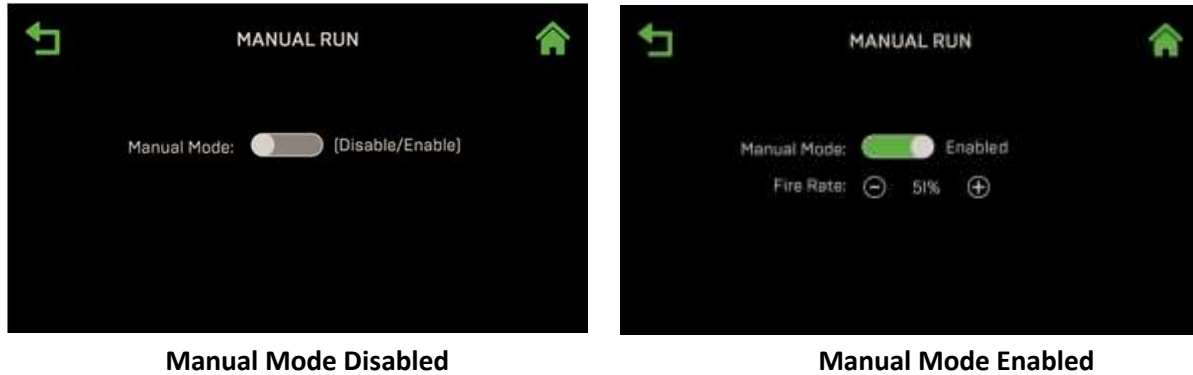 MANUAL RUN
Manual Mode: (Disable/Enable)
Manual Mode Disabled
MANUAL RUN
Manual Mode: Enabled
Fire Rate: 51%
Manual Mode Enabled